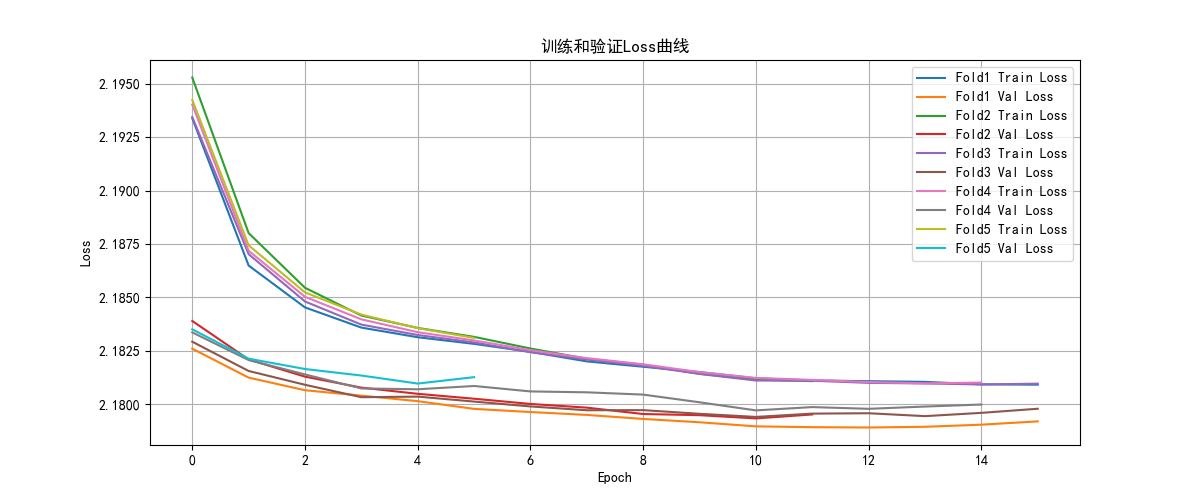 训练和验证Loss曲线
Loss
2.1950
2.1925
2.1900
2.1875
2.1850
2.1825
2.1800
Fold1 Train Loss
Fold1 Val Loss
Fold2 Train Loss
Fold2 Val Loss
Fold3 Train Loss
Fold3 Val Loss
Fold4 Train Loss
Fold4 Val Loss
Fold5 Train Loss
Fold5 Val Loss
0 2 4 6 8 10 12 14
Epoch